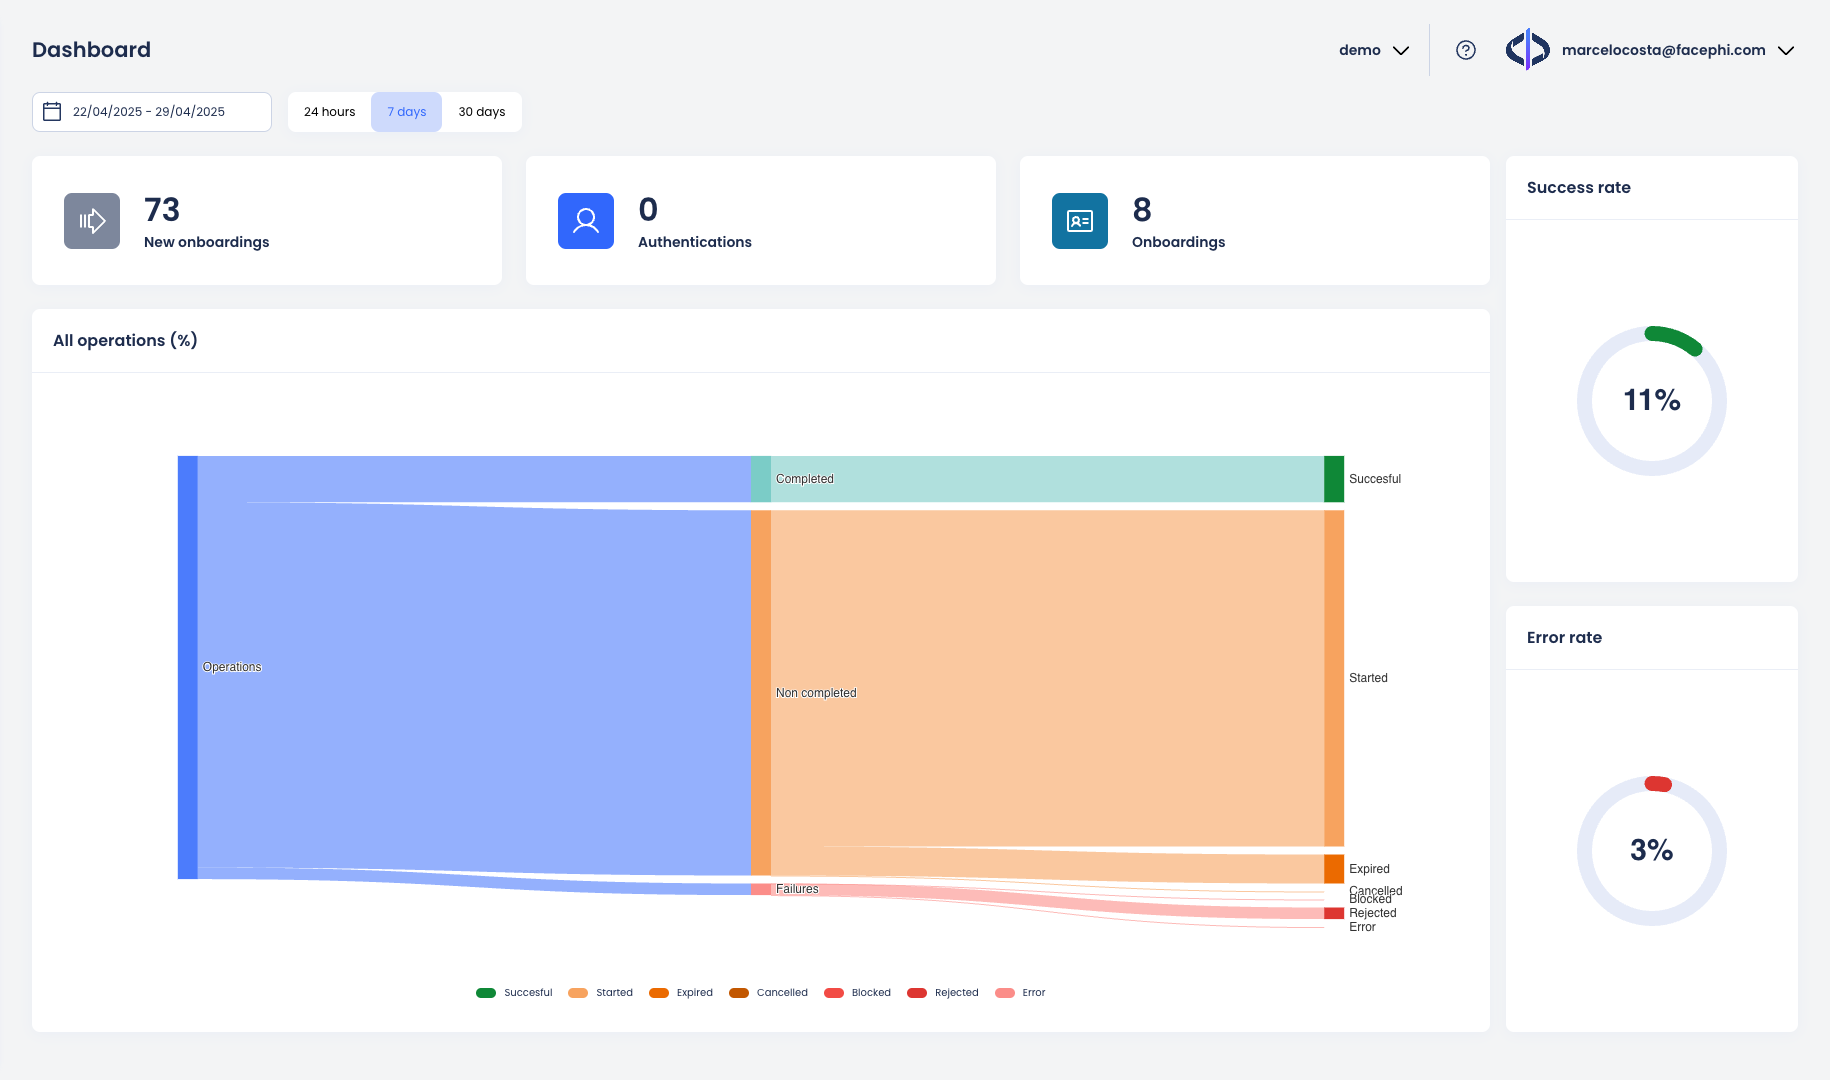 Dashboard
demo
marcelocosta@facephi.com
22/04/2025 - 29/04/2025
24 hours
7 days
30 days
73
New onboardings
0
Authentications
8
Onboardings
Success rate
11%
All operations (%)
Operations
Completed
Non completed
Failures
Succesful
Started
Expired
Cancelled
Blocked
Rejected
Error
Succesful
Started
Expired
Cancelled
Blocked
Rejected
Error
Error rate
3%